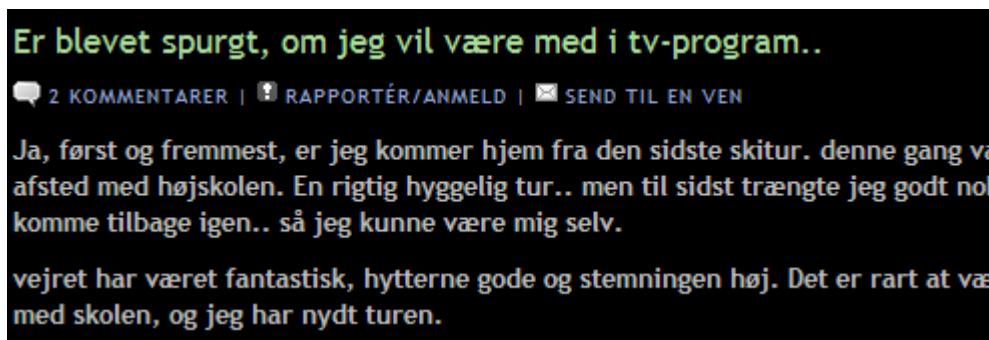 Er blevet spurgt, om jeg vil være med i tv-program..
2 KOMMENTARER | RAPPORTÉR/ANMELD | SEND TIL EN VEN
Ja, først og fremmest, er jeg kommer hjem fra den sidste skitur. denne gang
afsted med højskolen. En rigtig hyggelig tur.. men til sidst trængte jeg godt
komme tilbage igen.. så jeg kunne være mig selv.
vejret har været fantastisk, hytterne gode og stemningen høj. Det er rart at
med skolen, og jeg har nydt turen.